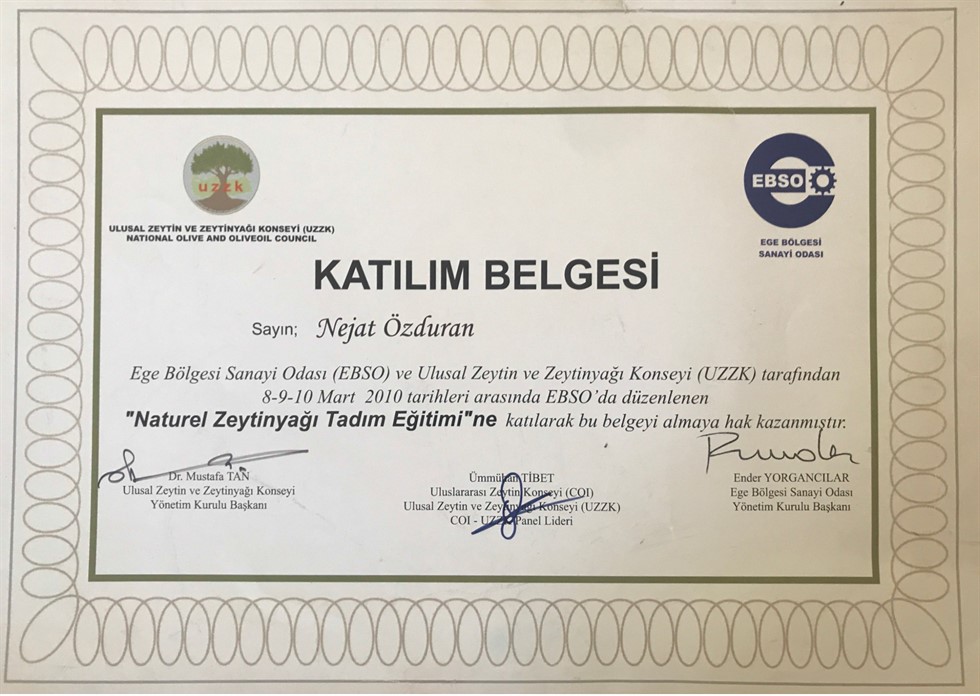 uzzk
ULUSAL ZEYTİN VE ZEYTİNYAĞI KONSEYİ (UZZK)
NATIONAL OLIVE AND OLIVEOIL COUNCIL
EBSO
EGE BÖLGESİ
SANAYİ ODASI
KATILIM BELGESİ
Sayın; Nejat Özduran
Ege Bölgesi Sanayi Odası (EBSO) ve Ulusal Zeytin ve Zeytinyağı Konseyi (UZZK) tarafından
8-9-10 Mart 2010 tarihleri arasında EBSO'da düzenlenen
"Naturel Zeytinyağı Tadım Eğitimi"ne katılarak bu belgeyi almaya hak kazanmıştır.
Dr. Mustafa TAN
Ulusal Zeytin ve Zeytinyağı Konseyi
Yönetim Kurulu Başkanı
Ümmühan TİBET
Uluslararası Zeytin Konseyi (COI)
Ulusal Zeytin ve Zeytinyağı Konseyi (UZZK)
COI - UZZK Panel Lideri
Ender YORGANCILAR
Ege Bölgesi Sanayi Odası
Yönetim Kurulu Başkanı